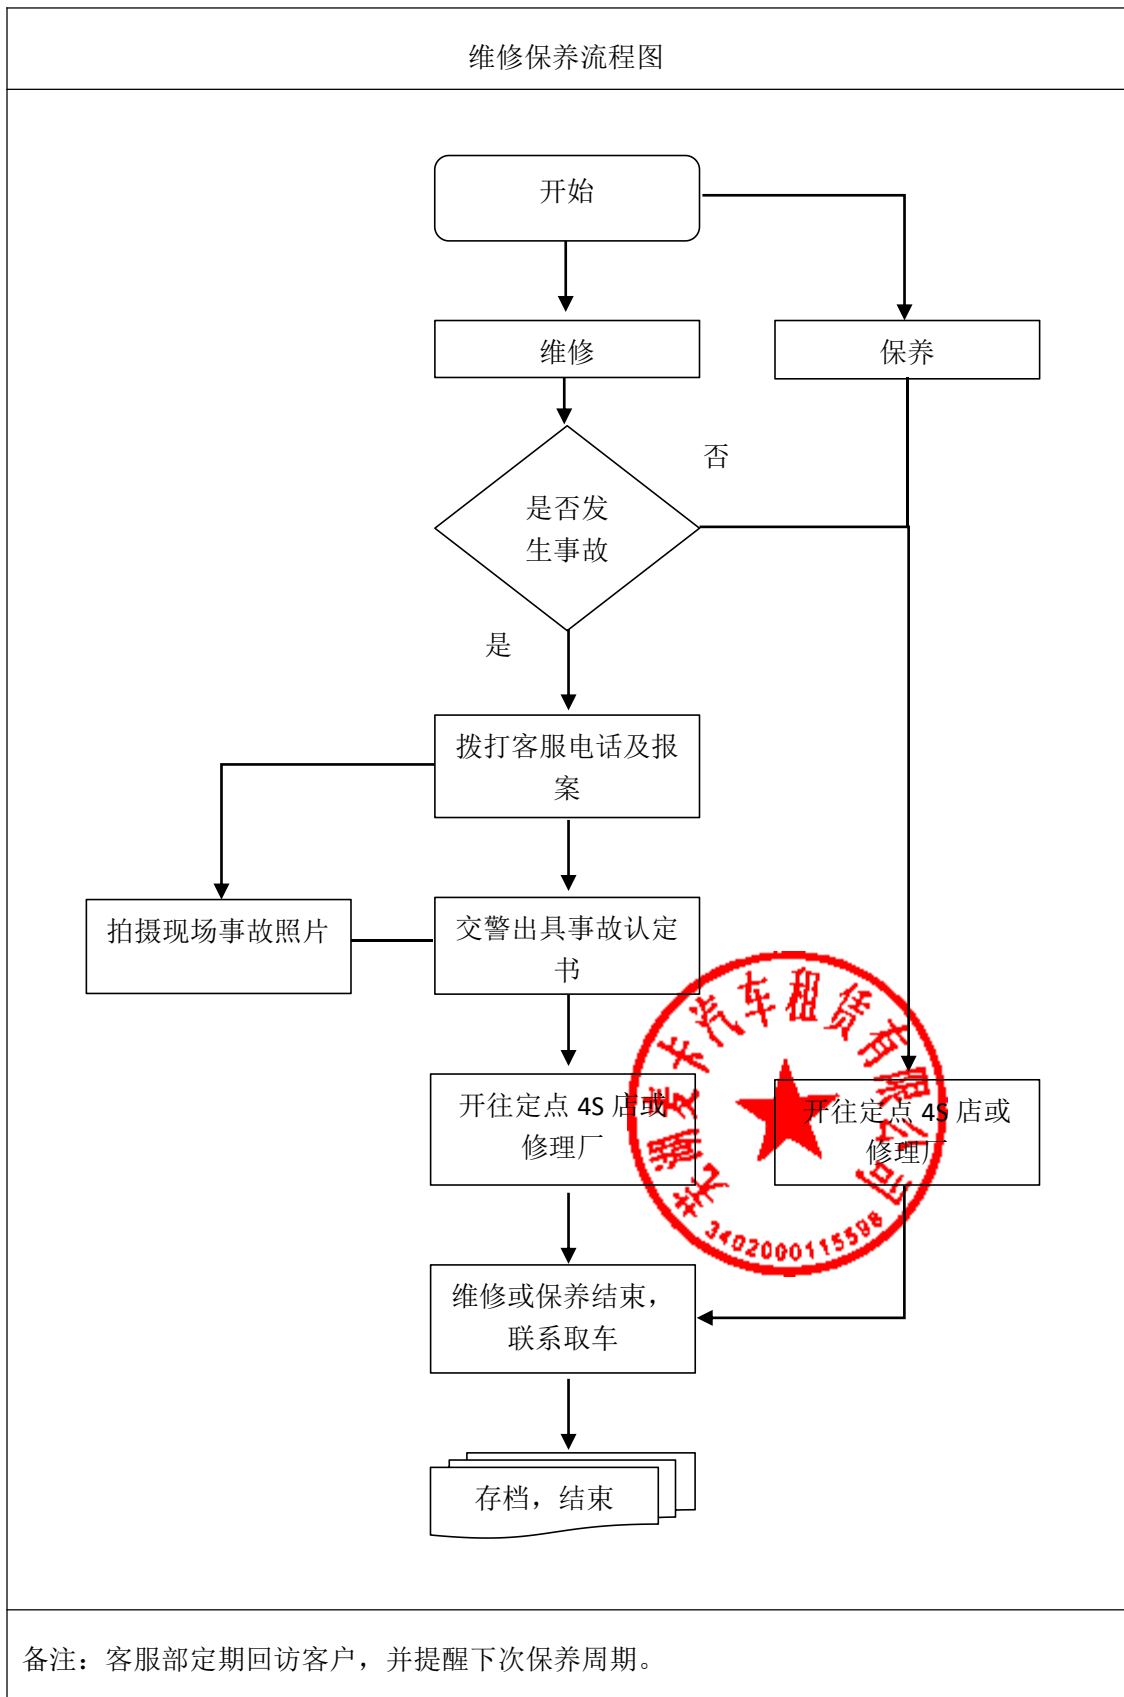 维修保养流程图
开始
维修
保养
否
是否发
生事故
是
拨打客服电话及报
案
拍摄现场事故照片
交警出具事故认定
书
开往定点 4S 店或
修理厂
开往定点 4S 店或
修理厂
芜湖麦卡汽车租赁有限公司
3402000115598
维修或保养结束，
联系取车
存档，结束
备注：客服部定期回访客户，并提醒下次保养周期。